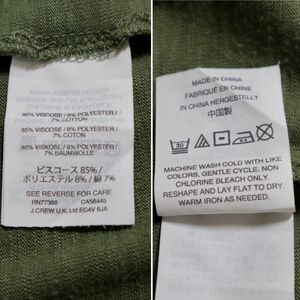 85% VISCOSE / 8% POLYESTER /
7% COTTON
85% VISCOSE / 8% POLYESTER /
7% COTON
85% VISKOSE / 8% POLYESTER /
7% BAUMWOLLE
ビスコース 85% /
ポリエステル 8% / 綿 7%
SEE REVERSE FOR CARE
RN77388 CA56445
J.CREW U.K. Ltd EC4V 6JA
MADE IN CHINA
FABRIQUÉ EN CHINE
IN CHINA HERGESTELLT
中国製
30
MACHINE WASH COLD WITH LIKE
COLORS, GENTLE CYCLE. NON
CHLORINE BLEACH ONLY.
RESHAPE AND LAY FLAT TO DRY.
WARM IRON AS NEEDED.